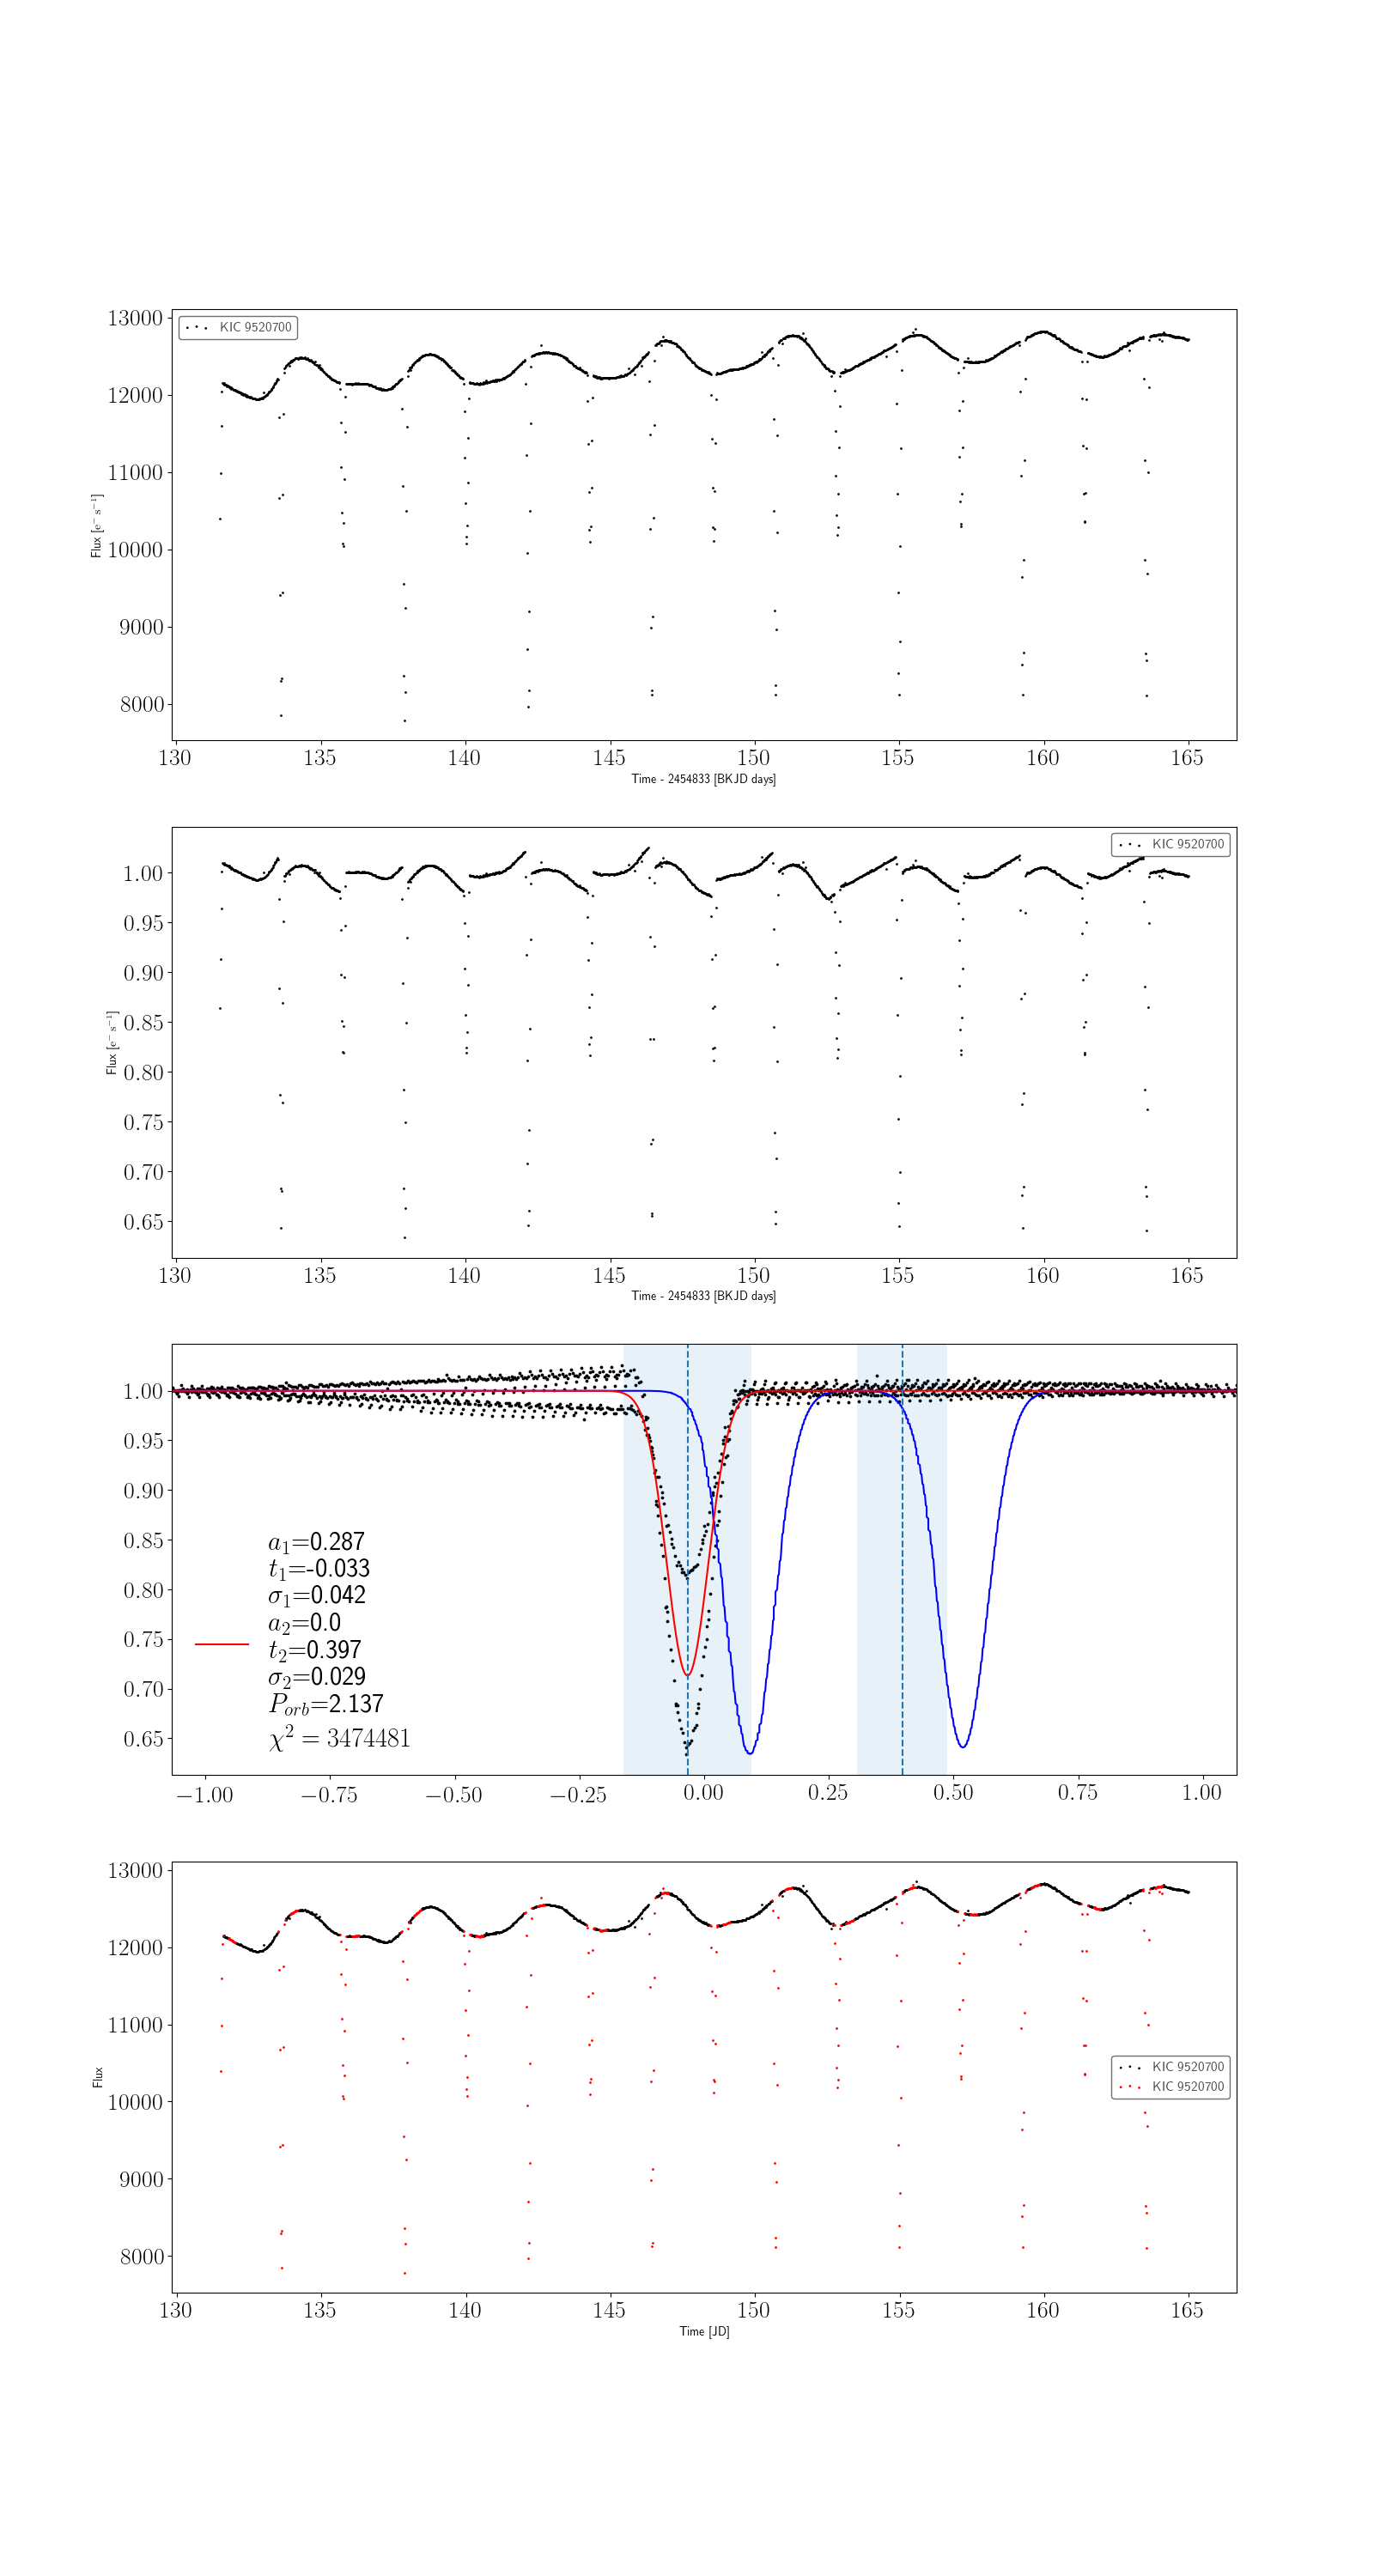 13000
12000
11000
10000
9000
8000
Flux [e⁻ s⁻¹]
KIC 9520700
130 135 140 145 150 155 160 165
Time - 2454833 [BKJD days]
1.00
0.95
0.90
0.85
0.80
0.75
0.70
0.65
Flux [e⁻ s⁻¹]
KIC 9520700
130 135 140 145 150 155 160 165
Time - 2454833 [BKJD days]
1.00
0.95
0.90
0.85
0.80
0.75
0.70
0.65
a₁=0.287
t₁=-0.033
σ₁=0.042
a₂=0.0
t₂=0.397
σ₂=0.029
Pₒᵣb=2.137
χ² = 3474481
−1.00 −0.75 −0.50 −0.25 0.00 0.25 0.50 0.75 1.00
13000
12000
11000
10000
9000
8000
Flux
KIC 9520700
KIC 9520700
130 135 140 145 150 155 160 165
Time [JD]